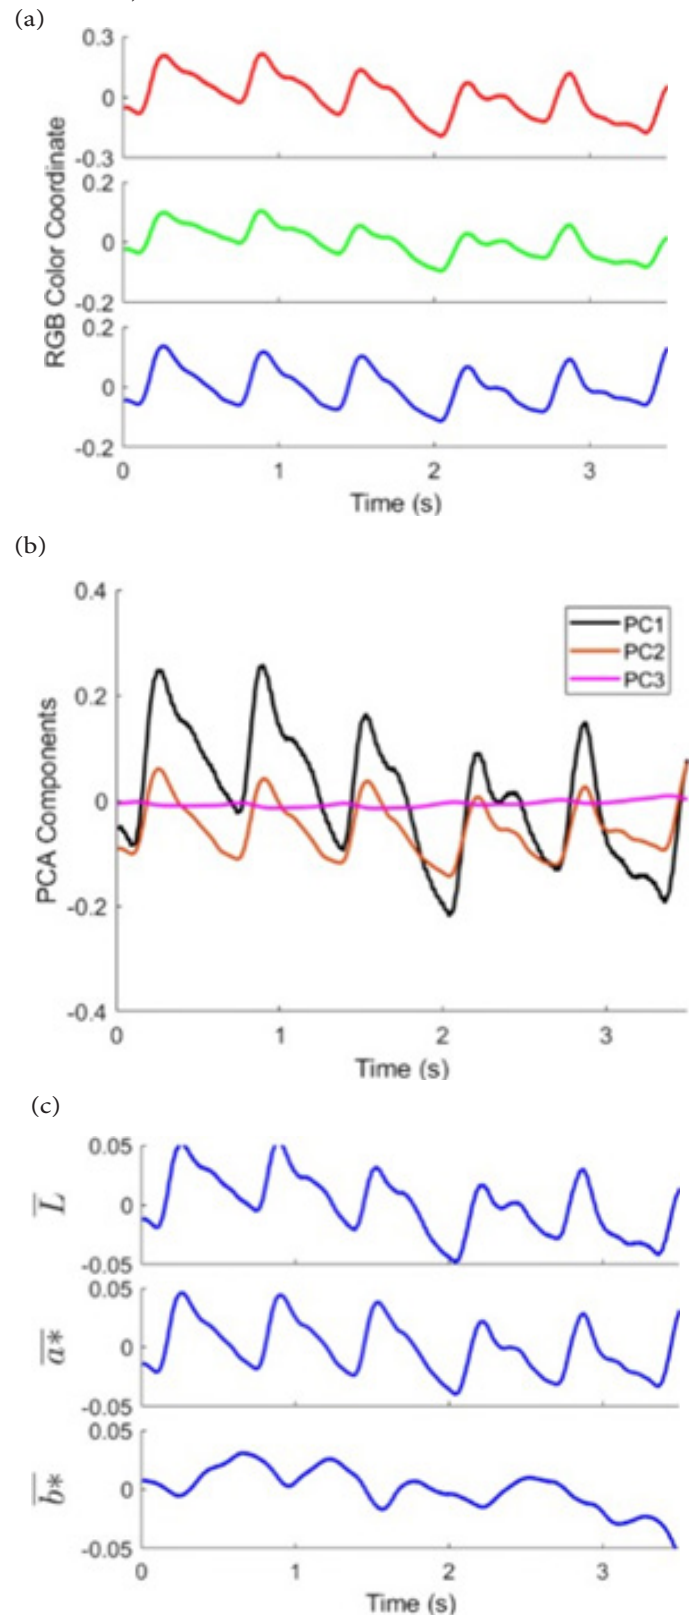 (a)
0.3
0
-0.3
0.2
0
-0.2
0.2
0
-0.2
RGB Color Coordinate
0 1 2 3
Time (s)
(b)
0.4
0.2
0
-0.2
-0.4
PCA Components
PC1
PC2
PC3
0 1 2 3
Time (s)
(c)
0.05
0
-0.05
L̅
0.05
0
-0.05
a̅*
0.05
0
-0.05
b̅*
0 1 2 3
Time (s)